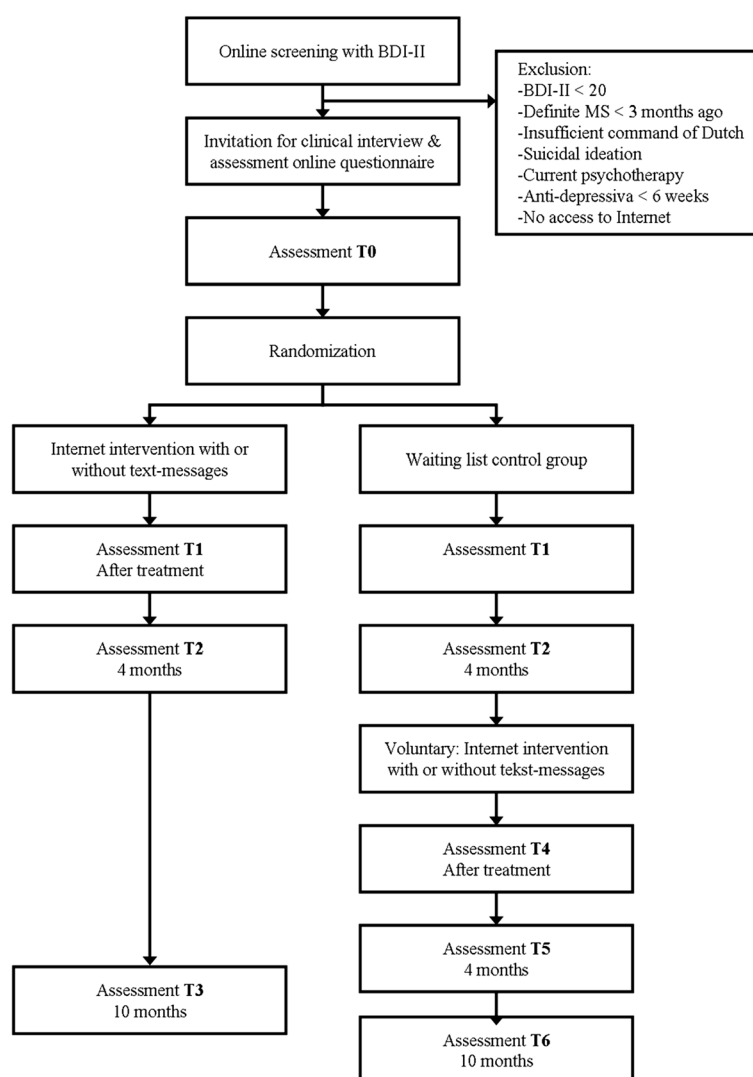 Online screening with BDI-II
Exclusion:
-BDI-II < 20
-Definite MS < 3 months ago
-Insufficient command of Dutch
-Suicidal ideation
-Current psychotherapy
-Anti-depressiva < 6 weeks
-No access to Internet
Invitation for clinical interview &
assessment online questionnaire
Assessment T0
Randomization
Internet intervention with or
without text-messages
Waiting list control group
Assessment T1
After treatment
Assessment T1
Assessment T2
4 months
Assessment T2
4 months
Voluntary: Internet intervention
with or without tekst-messages
Assessment T4
After treatment
Assessment T5
4 months
Assessment T3
10 months
Assessment T6
10 months